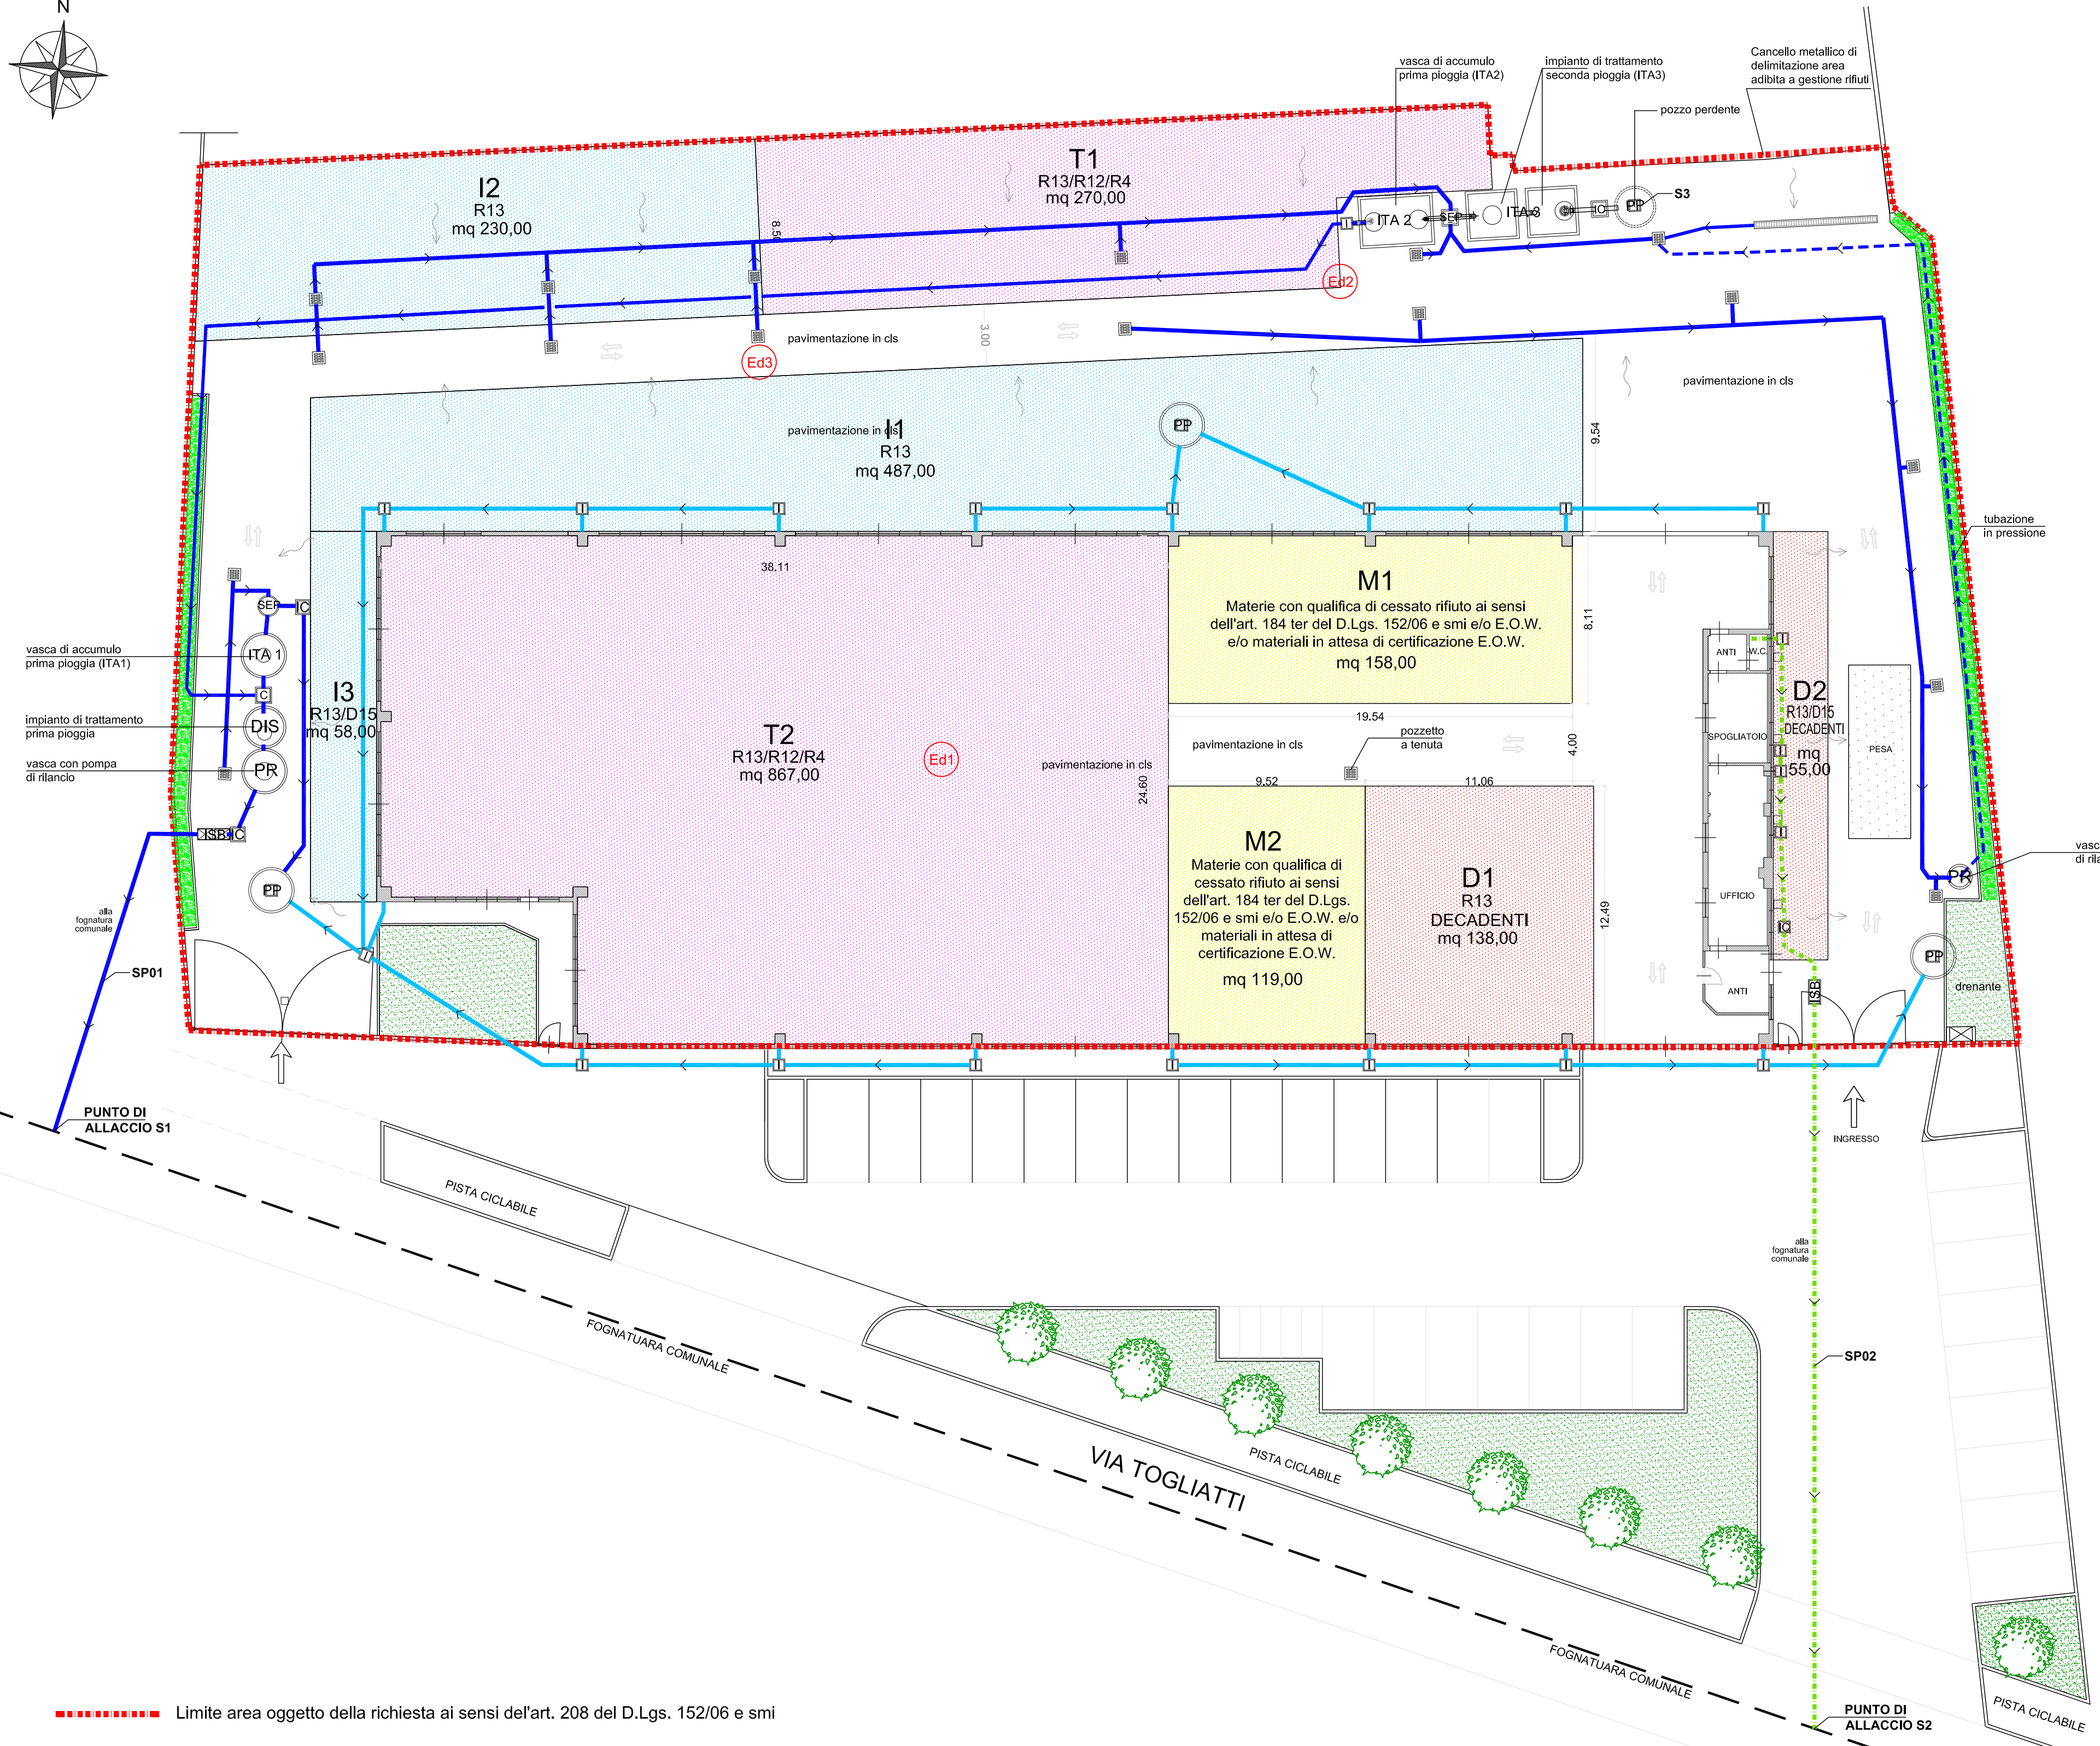 N
vasca di accumulo
prima pioggia (ITA2)
impianto di trattamento
seconda pioggia (ITA3)
Cancello metallico di
delimitazione area
adibita a gestione rifiuti
pozzo perdente
S3
I2
R13
mq 230,00
T1
R13/R12/R4
mq 270,00
8.50
ITA 2
SEP
ITA 3
IC
PP
Ed2
Ed3
pavimentazione in cls
3.00
pavimentazione in cls
I1
pavimentazione in cls
R13
mq 487,00
PP
9.54
tubazione
in pressione
38.11
M1
Materie con qualifica di cessato rifiuto ai sensi
dell'art. 184 ter del D.Lgs. 152/06 e smi e/o E.O.W.
e/o materiali in attesa di certificazione E.O.W.
mq 158,00
8.11
SEP
IC
vasca di accumulo
prima pioggia (ITA1)
ITA 1
C
impianto di trattamento
prima pioggia
DIS
vasca con pompa
di rilancio
PR
ISB
IC
PP
I3
R13/D15
mq 58,00
T2
R13/R12/R4
mq 867,00
Ed1
pavimentazione in cls
24.60
19.54
pavimentazione in cls
pozzetto
a tenuta
4.00
9.52
11.06
M2
Materie con qualifica di
cessato rifiuto ai sensi
dell'art. 184 ter del D.Lgs.
152/06 e smi e/o E.O.W. e/o
materiali in attesa di
certificazione E.O.W.
mq 119,00
D1
R13
DECADENTI
mq 138,00
12.49
ANTI
W.C.
SPOGLIATOIO
UFFICIO
ANTI
D2
R13/D15
DECADENTI
mq
55,00
PESA
IC
ISB
vasc
di rila
PR
PP
drenante
alla
fognatura
comunale
SP01
PUNTO DI
ALLACCIO S1
INGRESSO
PISTA CICLABILE
FOGNATUARA COMUNALE
alla
fognatura
comunale
SP02
VIA TOGLIATTI
PISTA CICLABILE
FOGNATUARA COMUNALE
PUNTO DI
ALLACCIO S2
PISTA CICLABILE
Limite area oggetto della richiesta ai sensi del'art. 208 del D.Lgs. 152/06 e smi